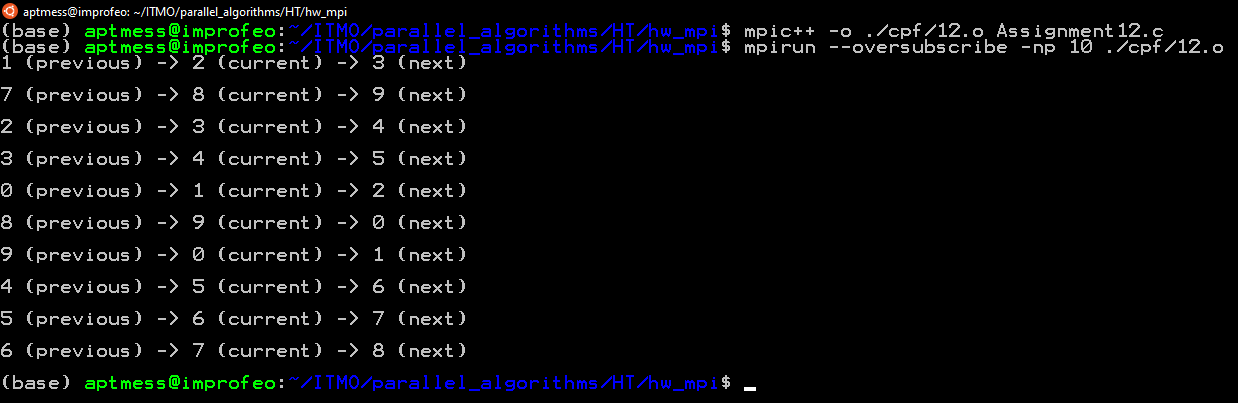 aptmess@improfeo: ~/ITMO/parallel_algorithms/HT/hw_mpi
(base) aptmess@improfeo:~/ITMO/parallel_algorithms/HT/hw_mpi$ mpic++ -o ./cpf/12.o Assignment12.c
(base) aptmess@improfeo:~/ITMO/parallel_algorithms/HT/hw_mpi$ mpirun --oversubscribe -np 10 ./cpf/12.o
1 (previous) -> 2 (current) -> 3 (next)
7 (previous) -> 8 (current) -> 9 (next)
2 (previous) -> 3 (current) -> 4 (next)
3 (previous) -> 4 (current) -> 5 (next)
0 (previous) -> 1 (current) -> 2 (next)
8 (previous) -> 9 (current) -> 0 (next)
9 (previous) -> 0 (current) -> 1 (next)
4 (previous) -> 5 (current) -> 6 (next)
5 (previous) -> 6 (current) -> 7 (next)
6 (previous) -> 7 (current) -> 8 (next)
(base) aptmess@improfeo:~/ITMO/parallel_algorithms/HT/hw_mpi$